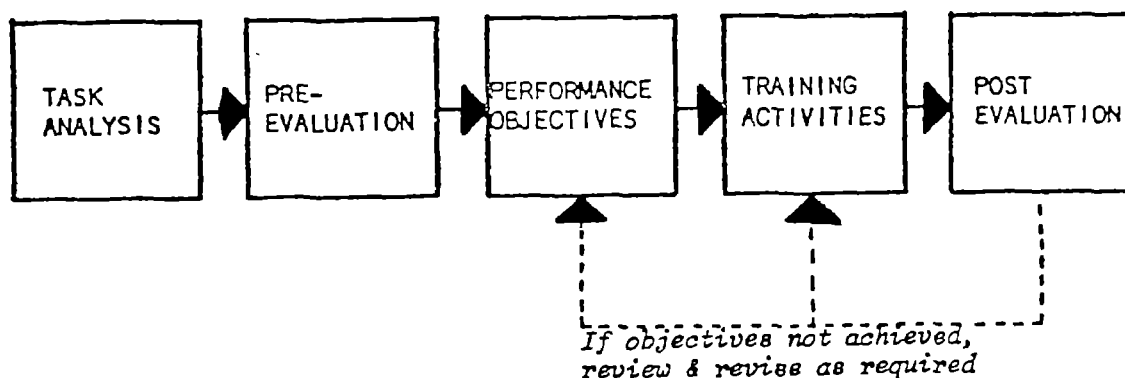 TASK
ANALYSIS
PRE-
EVALUATION
PERFORMANCE
OBJECTIVES
TRAINING
ACTIVITIES
POST
EVALUATION
If objectives not achieved,
review & revise as required